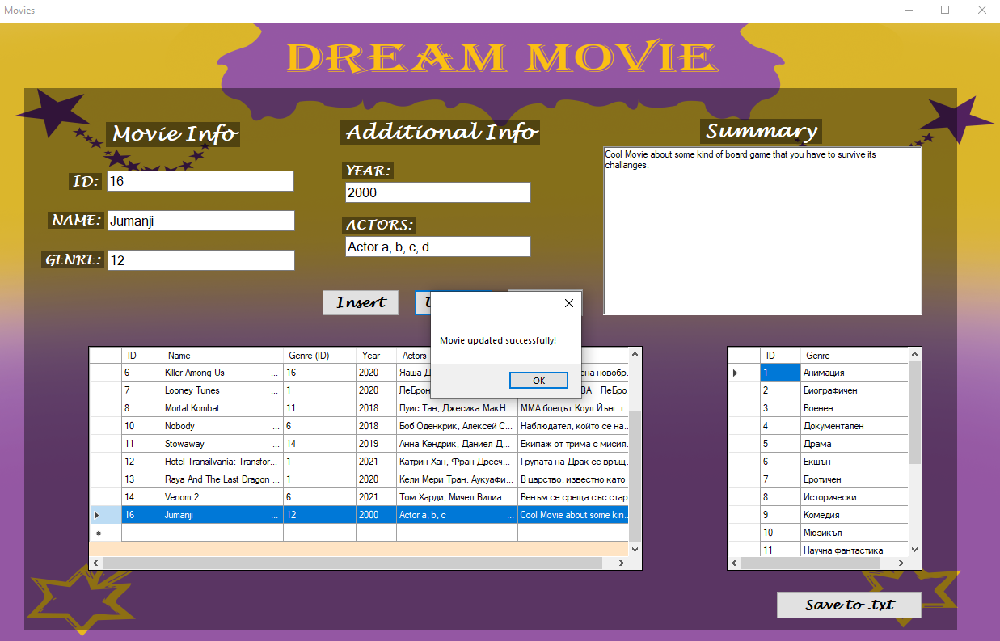 Movies
DREAM MOVIE
Movie Info
Additional Info
Summary
ID:
16
NAME:
Jumanji
GENRE:
12
YEAR:
2000
ACTORS:
Actor a, b, c, d
Cool Movie about some kind of board game that you have to survive its
challanges.
Insert
Movie updated successfully!
OK
ID Name Genre (ID) Year Actors
6 Killer Among Us ... 16 2020 Яаша Д ена новобр...
7 Looney Tunes ... 1 2020 ЛеБрон ВА – ЛеБро
8 Mortal Kombat ... 11 2018 Луис Тан, Джесика МакН... ММА боецът Коул Йънг т...
10 Nobody ... 6 2018 Боб Оденкрик, Алексей С... Наблюдател, който се на...
11 Stowaway ... 14 2019 Анна Кендрик, Даниел Д... Екипаж от трима с мисия...
12 Hotel Transilvania: Transfor... 1 2021 Катрин Хан, Фран Дресч... Групата на Драк се връщ...
13 Raya And The Last Dragon ... 1 2020 Кели Мери Тран, Аукуафи... В царство, известно като
14 Venom 2 ... 6 2021 Том Харди, Мичел Вилиа... Венъм се среща със стар
16 Jumanji ... 12 2000 Actor a, b, c ... Cool Movie about some kin...
ID Genre
1 Анимация
2 Биографичен
3 Военен
4 Документален
5 Драма
6 Екшън
7 Еротичен
8 Исторически
9 Комедия
10 Мюзикъл
11 Научна фантастика
Save to .txt